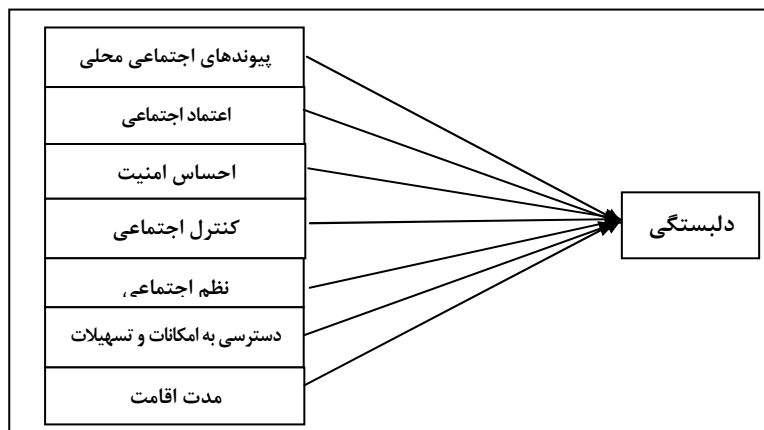 پیوندهای اجتماعی محلی
اعتماد اجتماعی
احساس امنیت
کنترل اجتماعی
نظم اجتماعی
دسترسی به امکانات و تسهیلات
مدت اقامت
دلبستگی